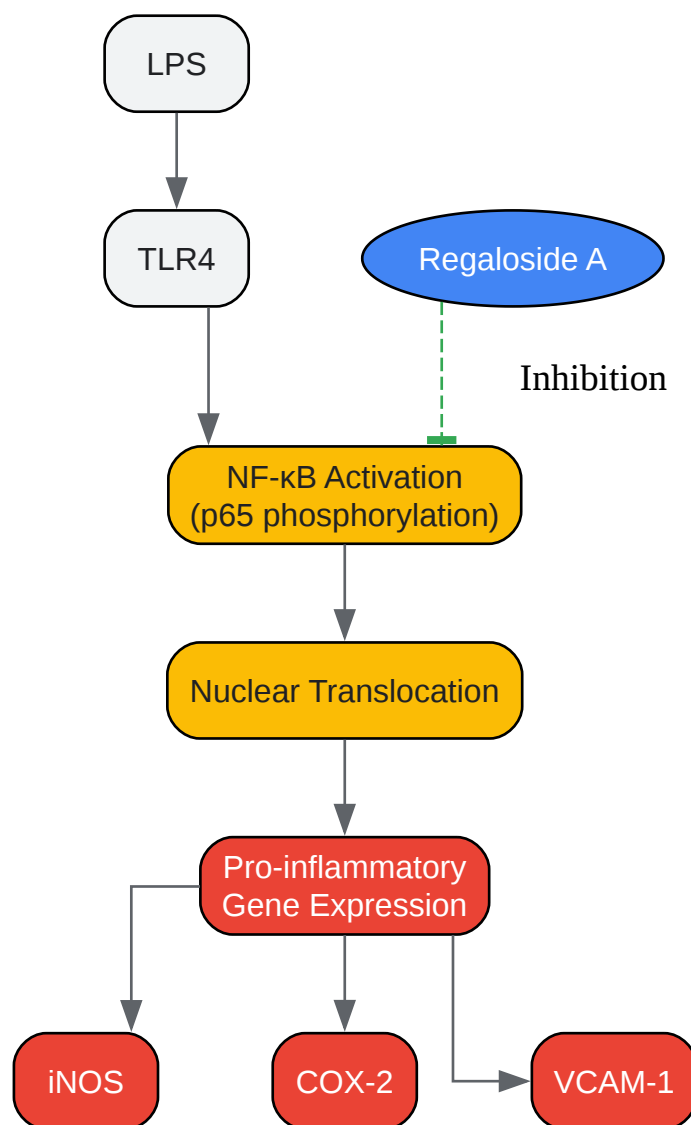 LPS
TLR4
Regaloside A
Inhibition
NF-κB Activation
(p65 phosphorylation)
Nuclear Translocation
Pro-inflammatory
Gene Expression
iNOS
COX-2
VCAM-1